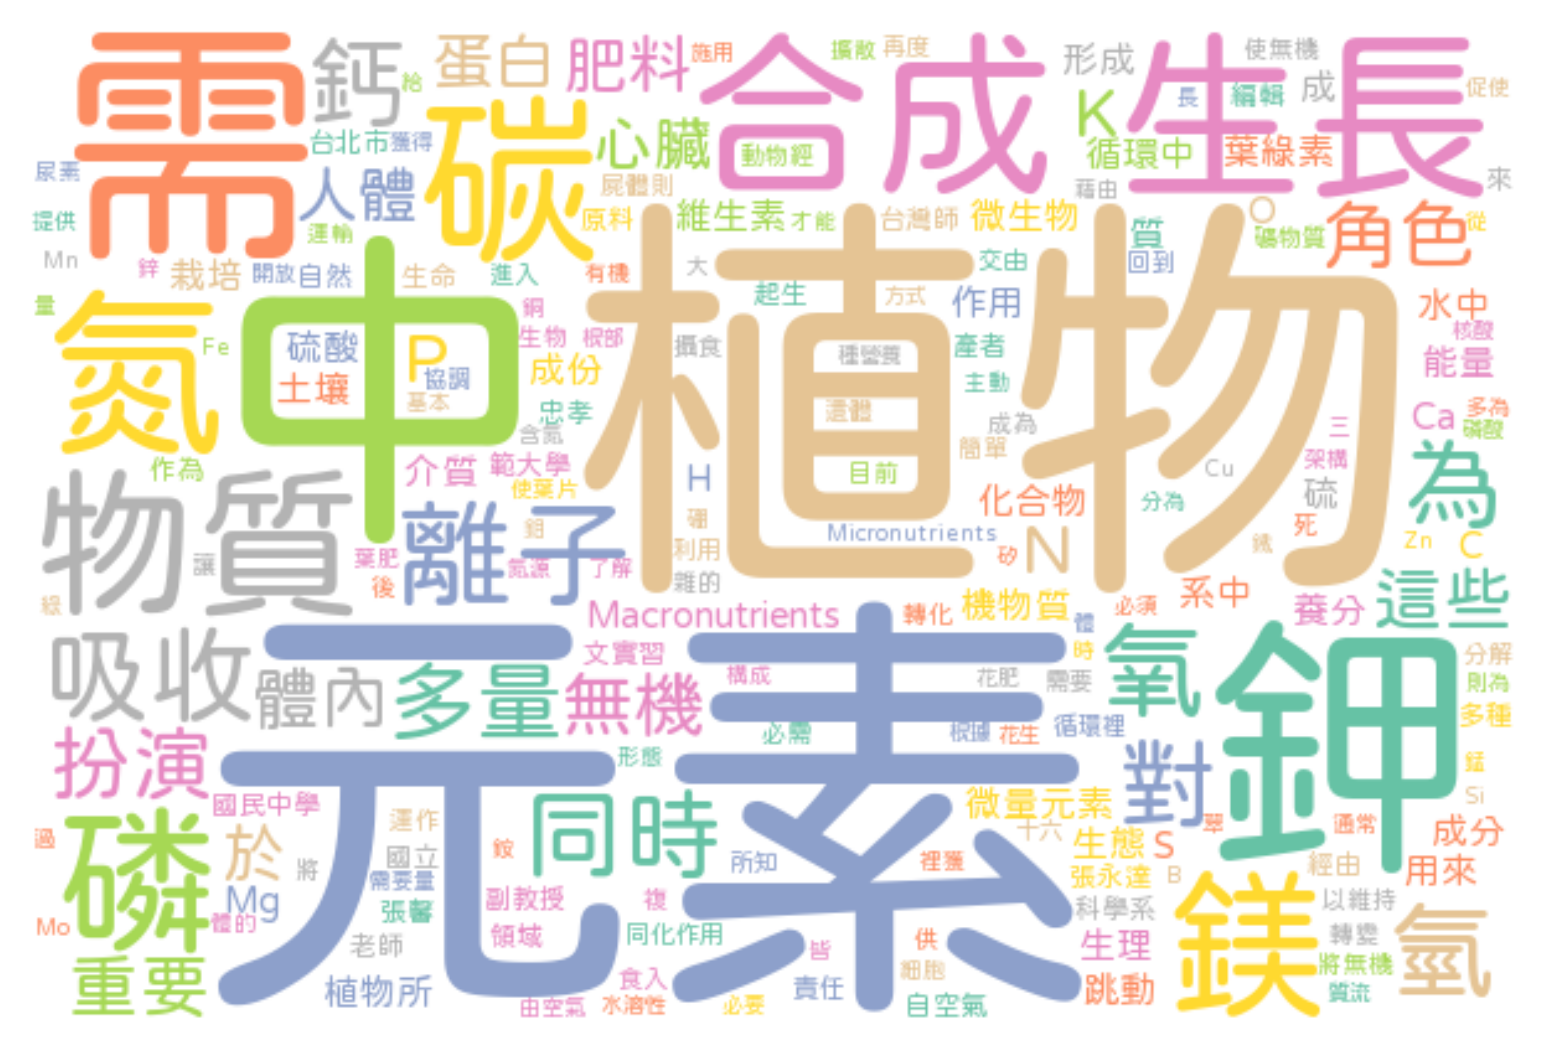 需
鈣
給
蛋白
肥料
施用
合成
擴散
再度
生長
形成
使無機
成
促使
長
編輯
K
碳
台北市
獲得
心臟
動物經
循環中
葉綠素
尿素
人體
屍體則
藉由
來
提供
運輸
原料
維生素
才能
台灣師
微生物
質
O
礦物質
角色
從
Mn
鋅
栽培
開放
自然
生命
進入
有機
大
植物
交由
回到
量
氮
中
銅
起生
方式
作用
水中
Fe
硫酸
P
協調
生物
根部
攝食
種營養
產者
核酸
能量
土壤
基本
成份
主動
忠孝
遺體
成為
Ca
多為
磷酸
含氮
簡單
三
作為
介質
範大學
H
目前
Cu
架構
為
物質
使葉片
化合物
分為
硫
離子
鉬
硼
Micronutrients
N
死
鐵
Zn
C
讓
葉肥
氮源
了解
利用
矽
後
雜的
系中
這些
綠
Macronutrients
轉化
機物質
必須
養分
元素
體
吸收
體內
多量
無機
文實習
時
氧
鉀
分解
構成
花肥
需要
則為
扮演
必需
根據
花生
循環裡
多種
形態
對
錳
國民中學
同時
微量元素
Si
過
磷
於
運作
十六
單
通常
成分
將
國立
銨
所知
裡獲
生態
S
需要量
張永達
B
經由
用來
Mg
張馨
副教授
複
科學系
鎂
以維持
氫
Mo
體的
老師
領域
同化作用
皆
供
生理
轉變
重要
植物所
食入
細胞
將無機
責任
跳動
質流
由空氣
水溶性
必要
自空氣